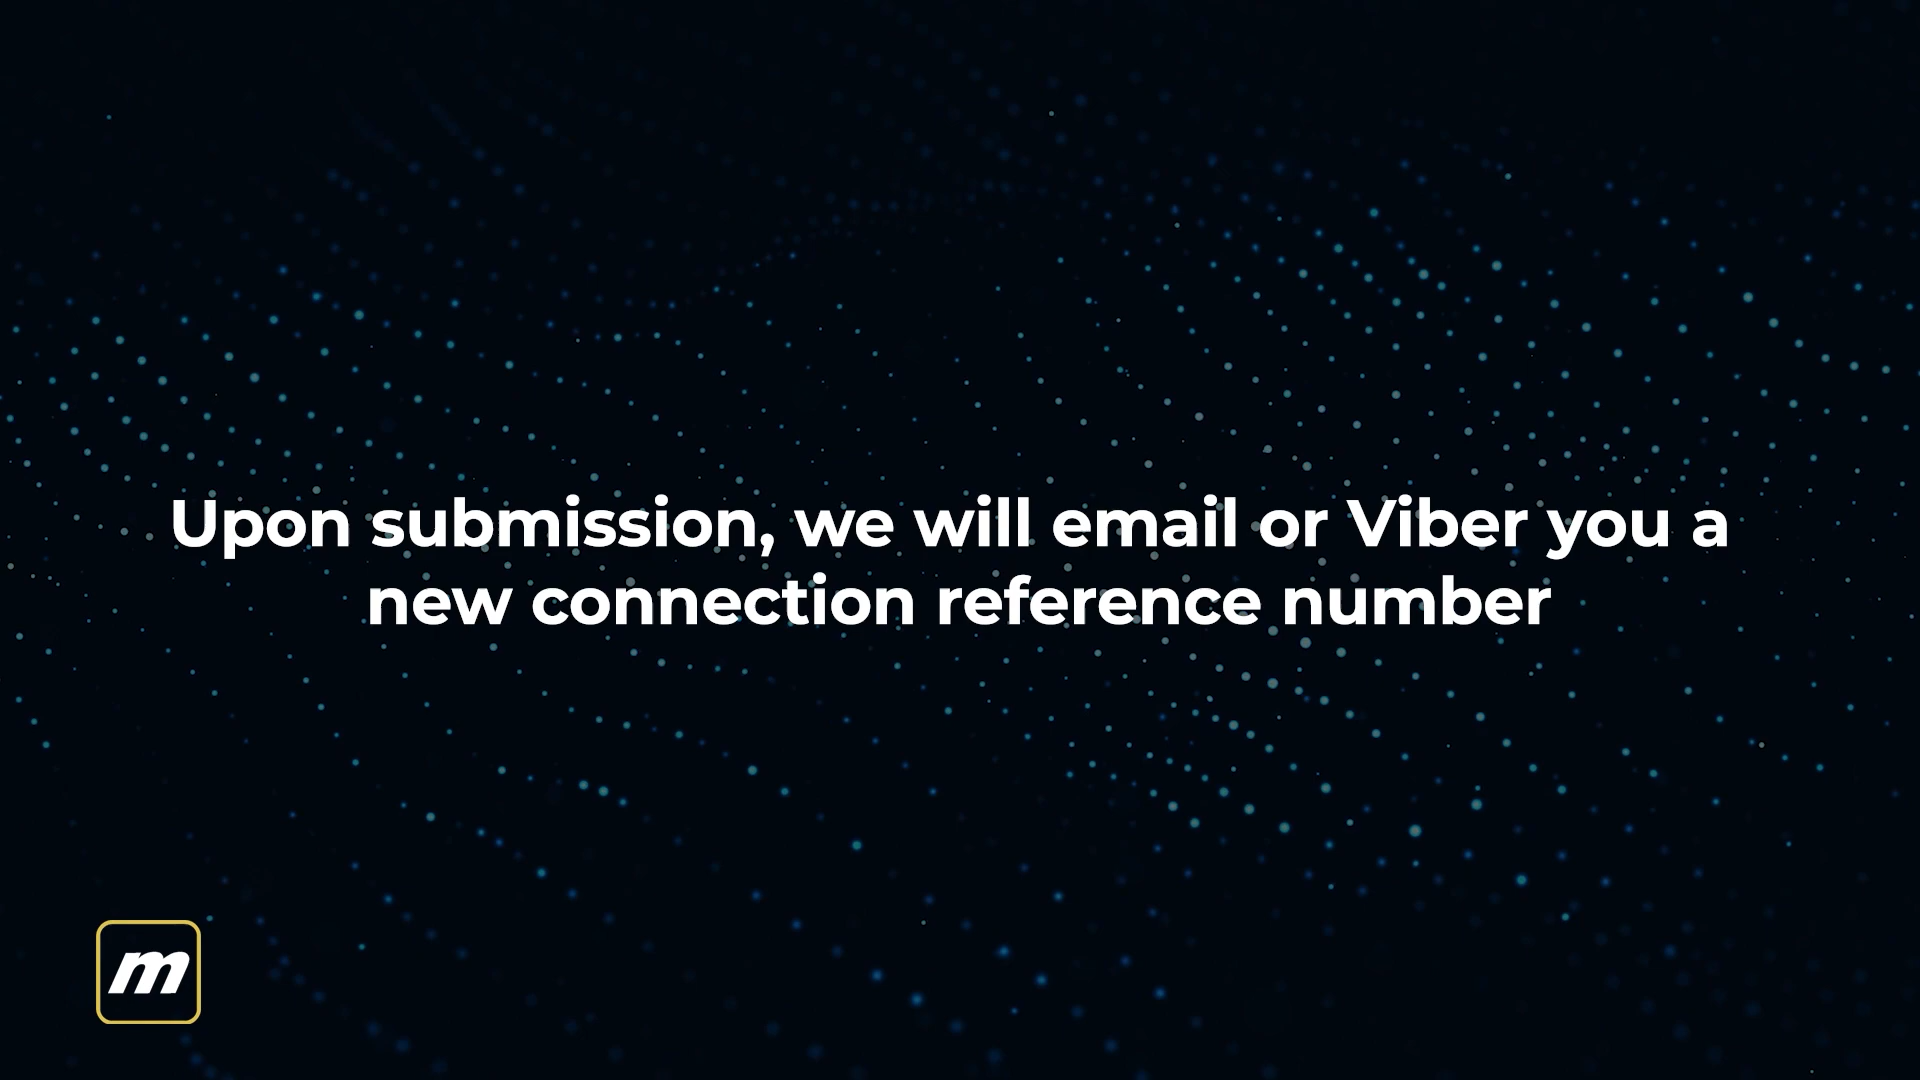 Upon submission, we will email or Viber you a
new connection reference number
m